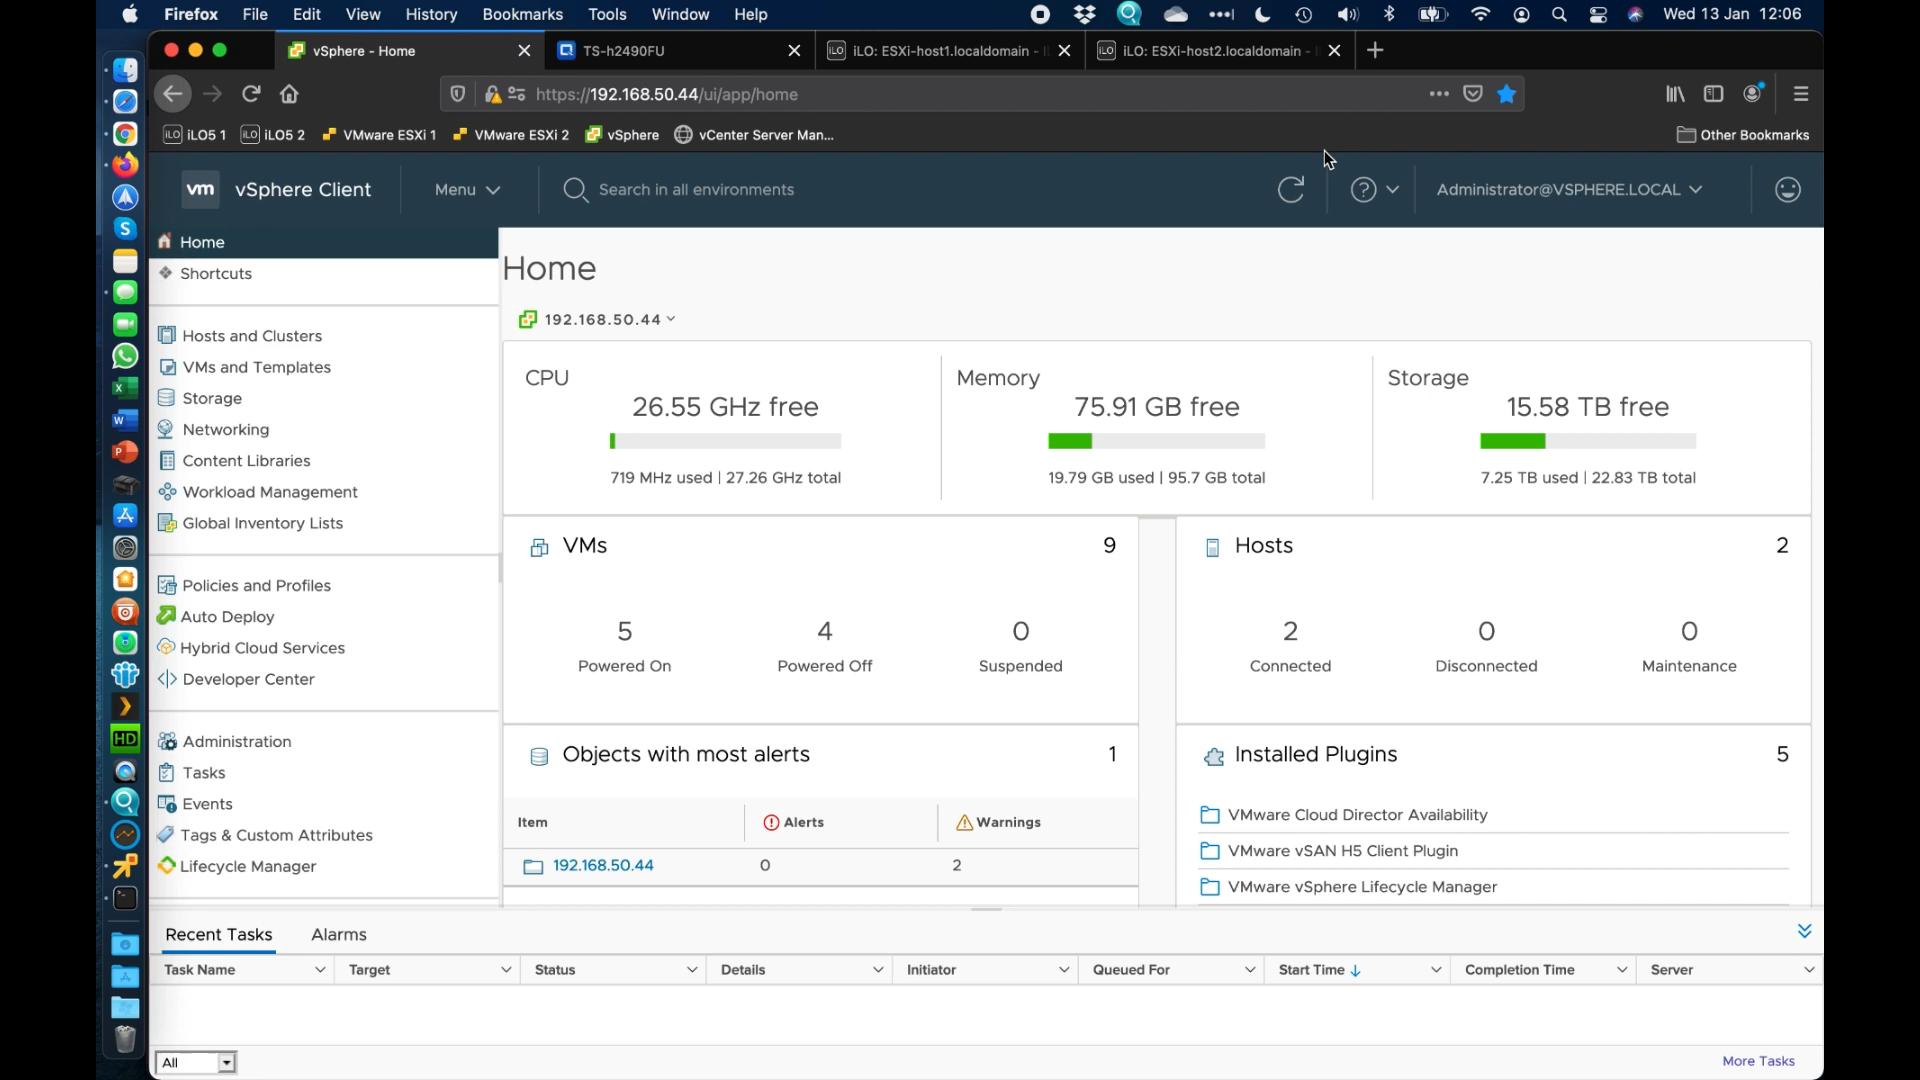 Firefox File Edit View History Bookmarks Tools Window Help Wed 13 Jan 12:06
vSphere - Home TS-h2490FU iLO: ESXi-host1.localdomain - iLO: ESXi-host2.localdomain -
https://192.168.50.44/ui/app/home
iLO iLO5 1 iLO iLO5 2 VMware ESXi 1 VMware ESXi 2 vSphere vCenter Server Man... Other Bookmarks
vm vSphere Client Menu Search in all environments Administrator@VSPHERE.LOCAL
Home
Shortcuts
Hosts and Clusters
VMs and Templates
Storage
Networking
Content Libraries
Workload Management
Global Inventory Lists
Policies and Profiles
Auto Deploy
Hybrid Cloud Services
Developer Center
Administration
Tasks
Events
Tags & Custom Attributes
Lifecycle Manager
Home
192.168.50.44
CPU
26.55 GHz free
719 MHz used | 27.26 GHz total
Memory
75.91 GB free
19.79 GB used | 95.7 GB total
Storage
15.58 TB free
7.25 TB used | 22.83 TB total
VMs 9
5 4 0
Powered On Powered Off Suspended
Hosts 2
2 0 0
Connected Disconnected Maintenance
Objects with most alerts 1
Item Alerts Warnings
192.168.50.44 0 2
Installed Plugins 5
VMware Cloud Director Availability
VMware vSAN H5 Client Plugin
VMware vSphere Lifecycle Manager
Recent Tasks Alarms
Task Name Target Status Details Initiator Queued For Start Time Completion Time Server
All More Tasks
HD